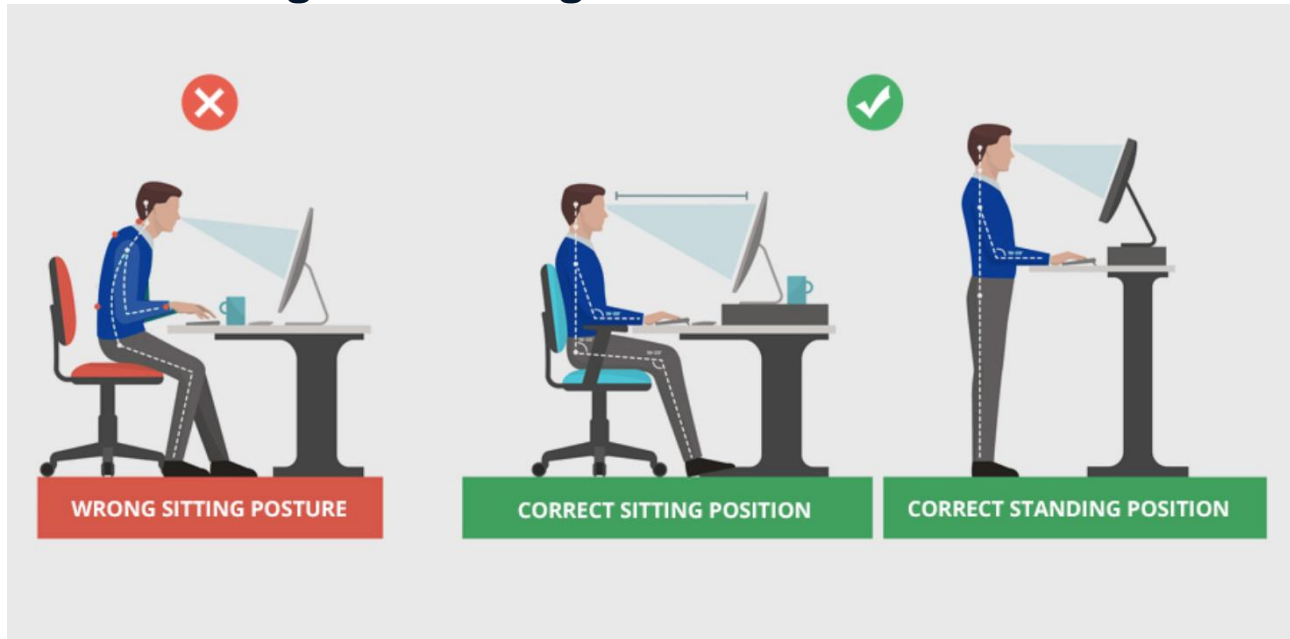 WRONG SITTING POSTURE
CORRECT SITTING POSITION
CORRECT STANDING POSITION